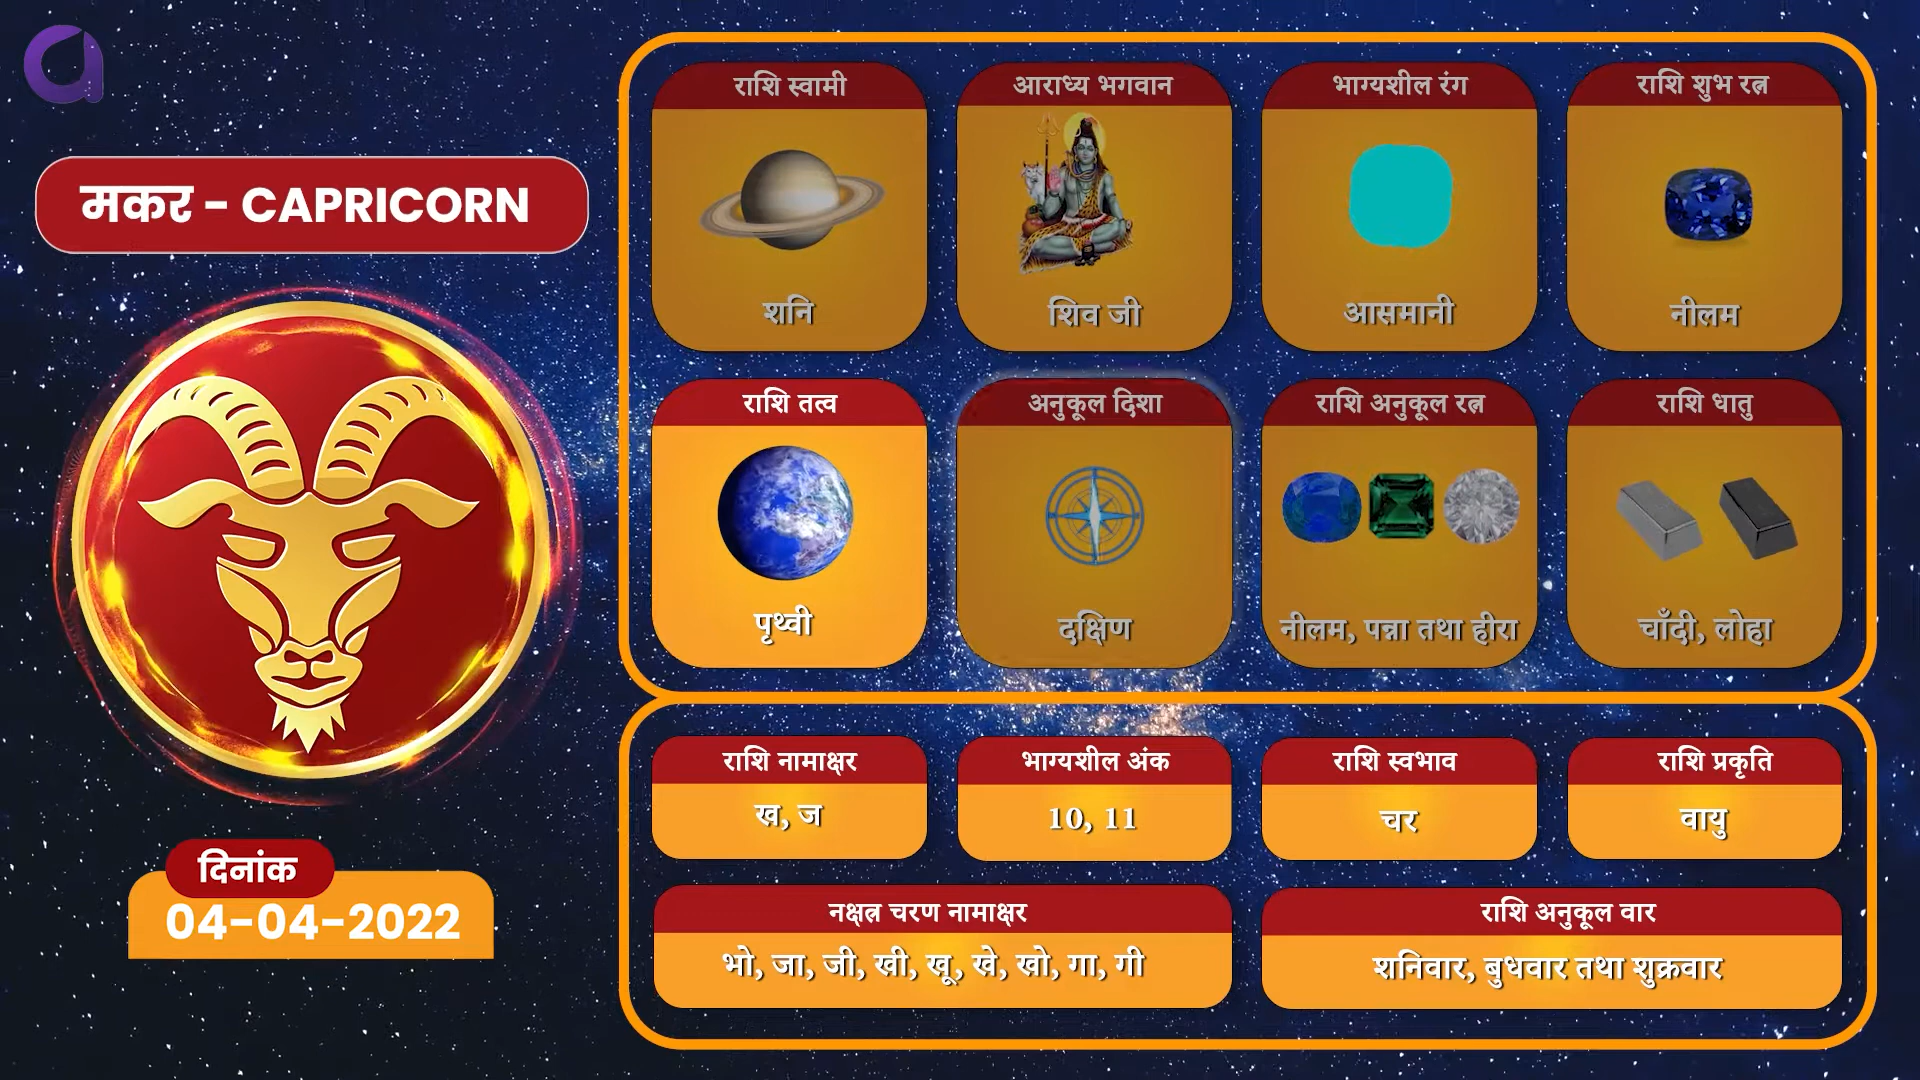 मकर - CAPRICORN
दिनांक
04-04-2022
राशि स्वामी
शनि
आराध्य भगवान
शिव जी
भाग्यशील रंग
आसमानी
राशि शुभ रत्न
नीलम
राशि तत्व
पृथ्वी
अनुकूल दिशा
दक्षिण
राशि अनुकूल रत्न
नीलम, पन्ना तथा हीरा
राशि धातु
चाँदी, लोहा
राशि नामाक्षर
ख, ज
भाग्यशील अंक
10, 11
राशि स्वभाव
चर
राशि प्रकृति
वायु
नक्षत्र चरण नामाक्षर
भो, जा, जी, खी, खू, खे, खो, गा, गी
राशि अनुकूल वार
शनिवार, बुधवार तथा शुक्रवार